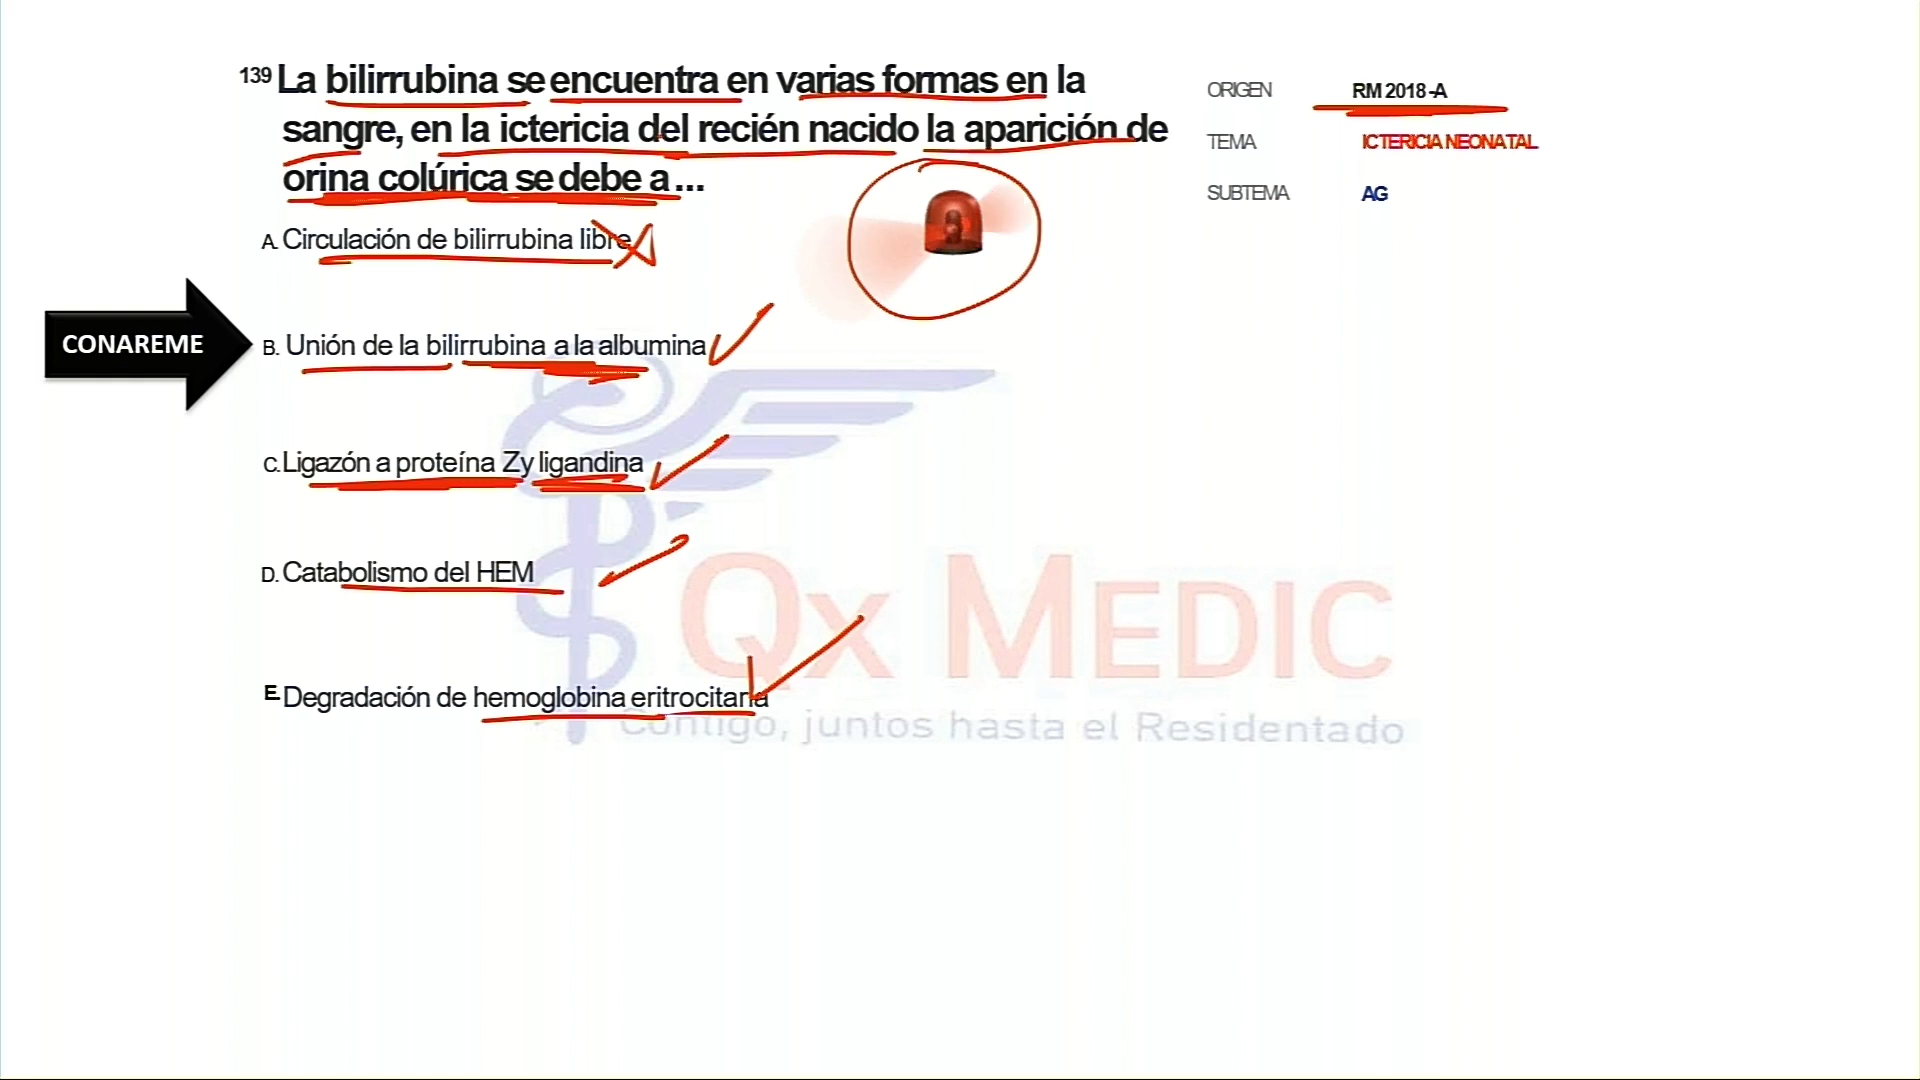 139 La bilirrubina se encuentra en varias formas en la
sangre, en la ictericia del recién nacido la aparición de
orina colúrica se debe a ...
A. Circulación de bilirrubina libre
CONAREME
B. Unión de la bilirrubina a la albumina
C. Ligazón a proteína Z y ligandina
D. Catabolismo del HEM
E. Degradación de hemoglobina eritrocitaria
ORIGEN RM 2018-A
TEMA ICTERICIA NEONATAL
SUBTEMA AG
QX MEDIC
Contigo, juntos hasta el Residentado